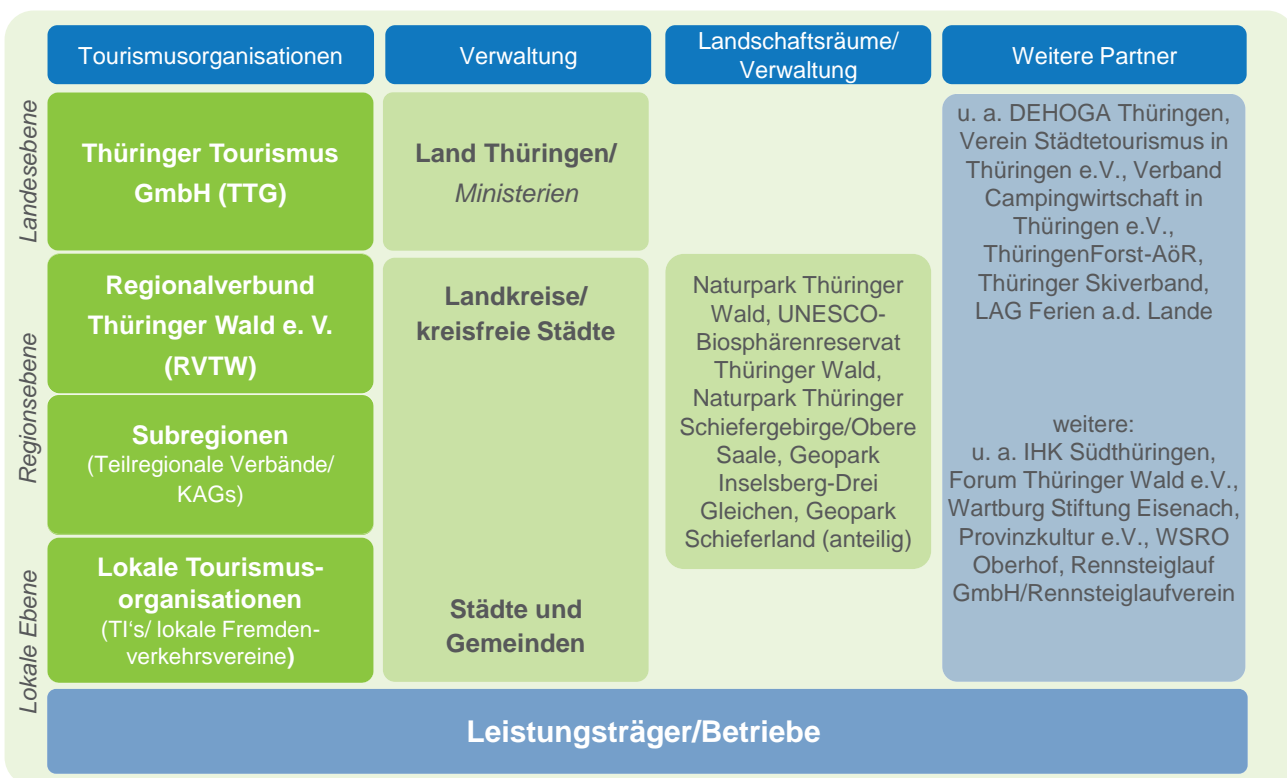 Tourismusorganisationen
Verwaltung
Landschaftsräume/
Verwaltung
Weitere Partner
Landesebene
Thüringer Tourismus
GmbH (TTG)
Land Thüringen/
Ministerien
u. a. DEHOGA Thüringen,
Verein Städtetourismus in
Thüringen e.V., Verband
Campingwirtschaft in
Thüringen e.V.,
ThüringenForst-AöR,
Thüringer Skiverband,
LAG Ferien a.d. Lande
Regionsebene
Regionalverbund
Thüringer Wald e. V.
(RVTW)
Subregionen
(Teilregionale Verbände/
KAGs)
Landkreise/
kreisfreie Städte
Naturpark Thüringer
Wald, UNESCO-
Biosphärenreservat
Thüringer Wald,
Naturpark Thüringer
Schiefergebirge/Obere
Saale, Geopark
Inselsberg-Drei
Gleichen, Geopark
Schieferland (anteilig)
weitere:
u. a. IHK Südthüringen,
Forum Thüringer Wald e.V.,
Wartburg Stiftung Eisenach,
Provinzkultur e.V., WSRO
Oberhof, Rennsteiglauf
GmbH/Rennsteiglaufverein
Lokale Ebene
Lokale Tourismus-
organisationen
(TI's/ lokale Fremden-
verkehrsvereine)
Städte und
Gemeinden
Leistungsträger/Betriebe